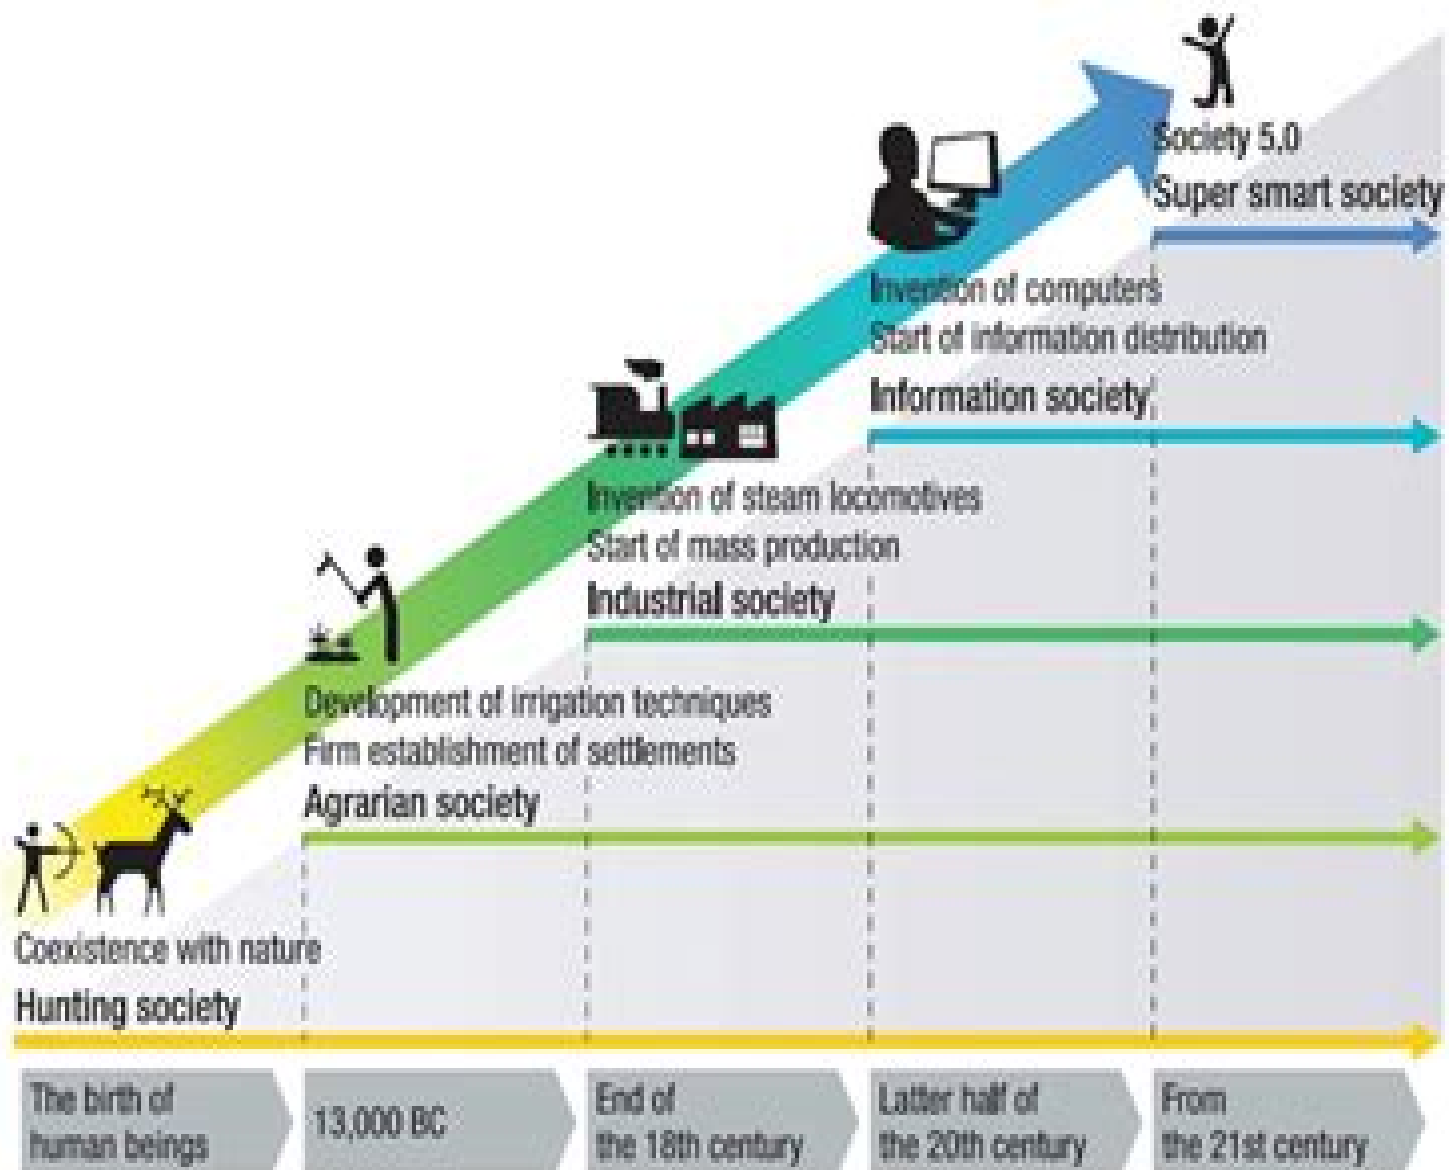 Society 5.0
Super smart society
Invention of computers
Start of information distribution
Information society
Invention of steam locomotives
Start of mass production
Industrial society
Development of irrigation techniques
Firm establishment of settlements
Agrarian society
Coexistence with nature
Hunting society
The birth of
human beings
13,000 BC
End of
the 18th century
Latter half of
the 20th century
From
the 21st century